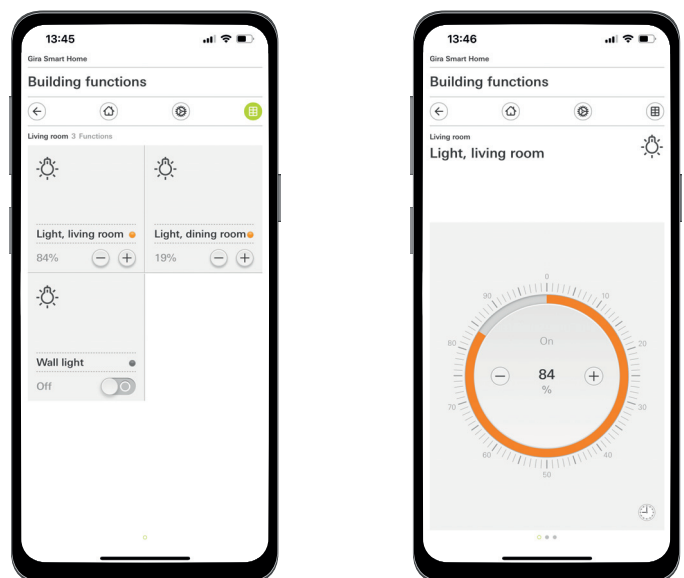 13:45
Gira Smart Home
Building functions
Living room 3 Functions
Light, living room
84%
Light, dining room
19%
Wall light
Off
13:46
Gira Smart Home
Building functions
Living room
Light, living room
0
10
20
30
40
50
60
70
80
90
On
84
%